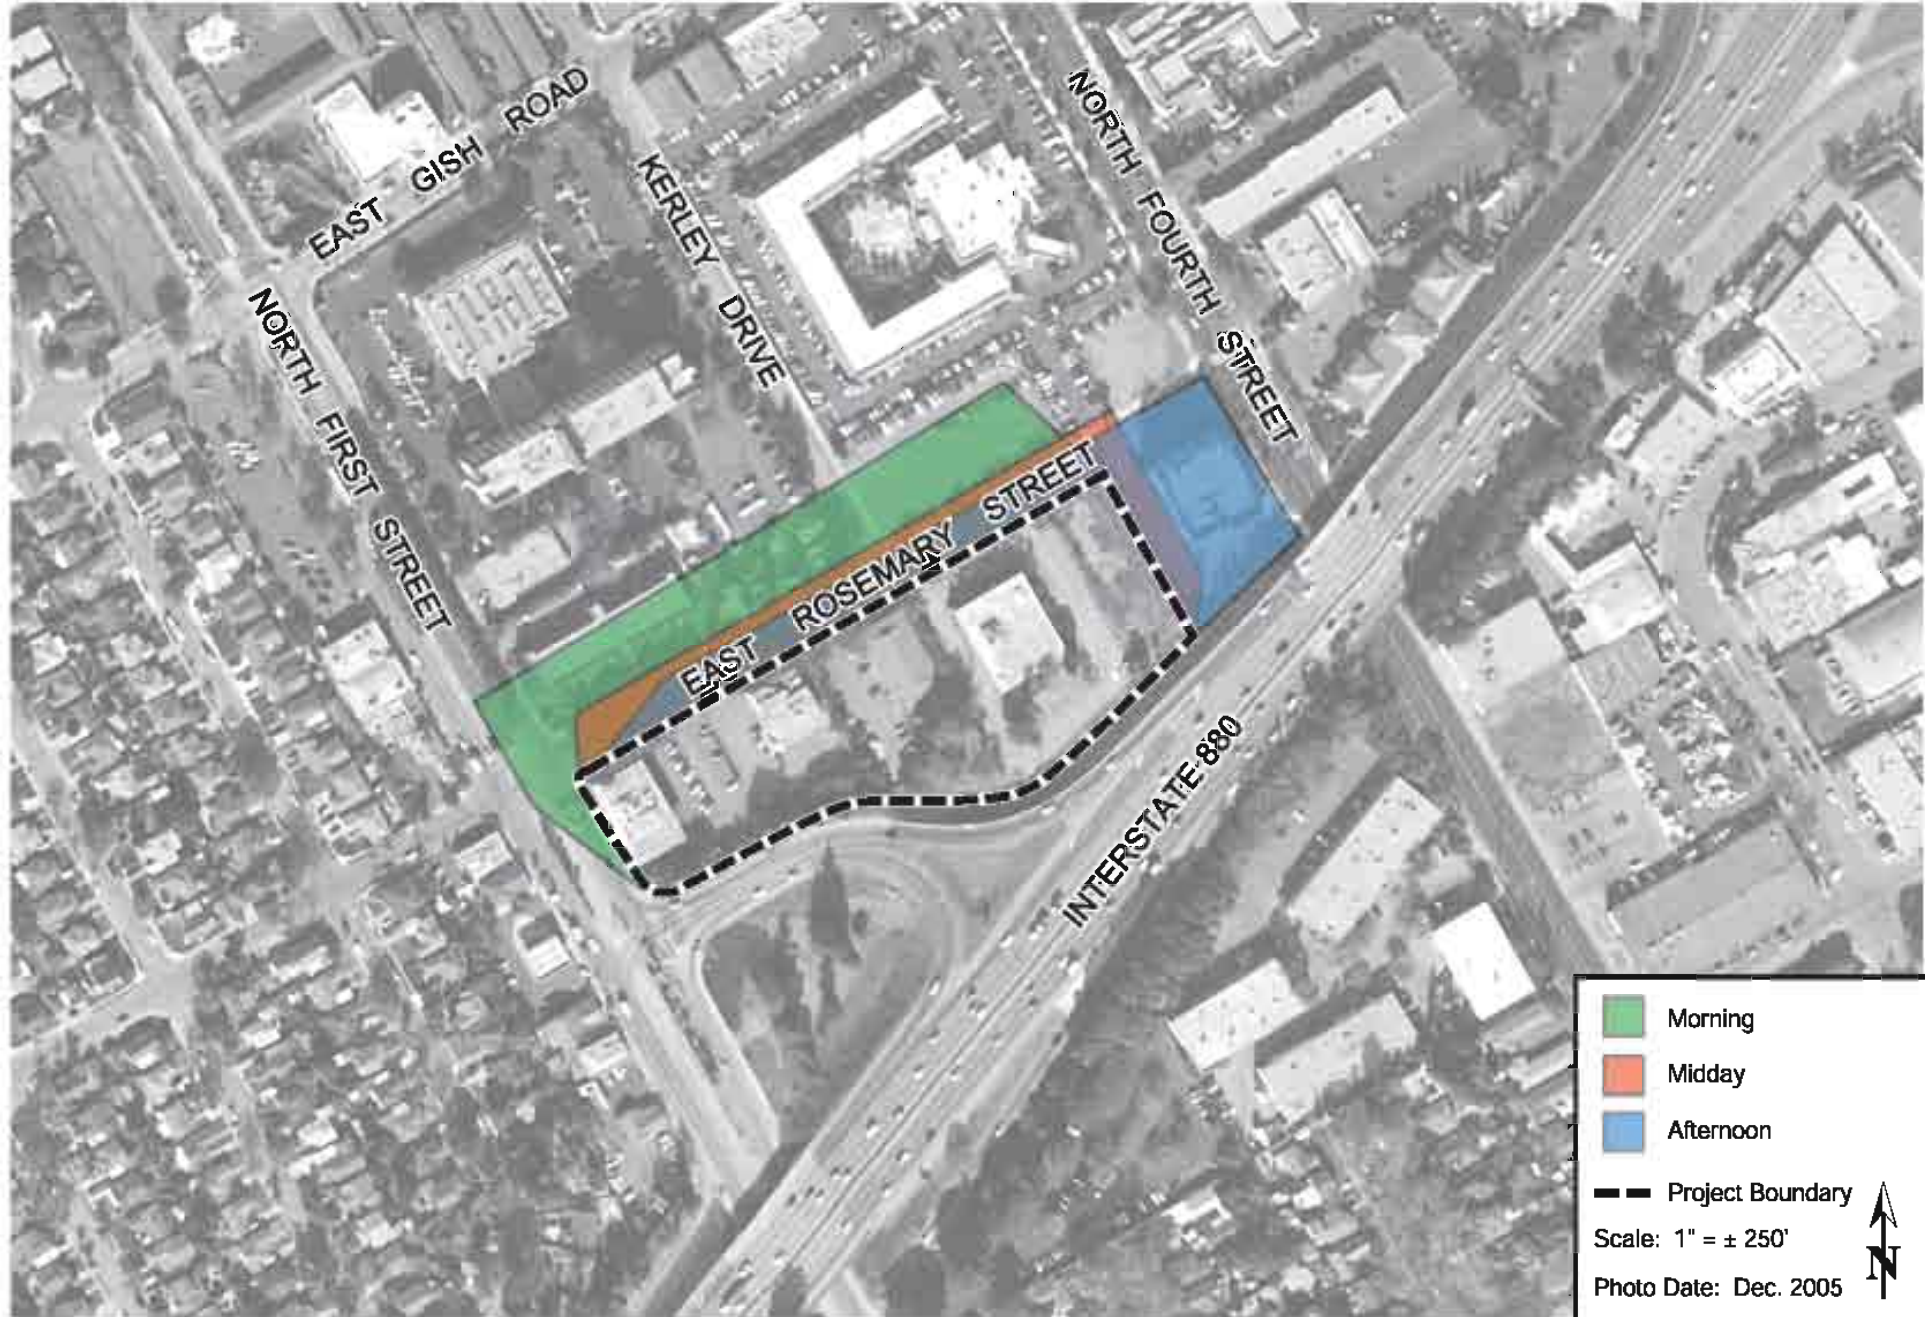 EAST GISH ROAD
KERLEY DRIVE
NORTH FOURTH STREET
NORTH FIRST STREET
EAST ROSEMARY STREET
INTERSTATE 880
Morning
Midday
Afternoon
Project Boundary
Scale: 1" = ± 250'
Photo Date: Dec. 2005
N